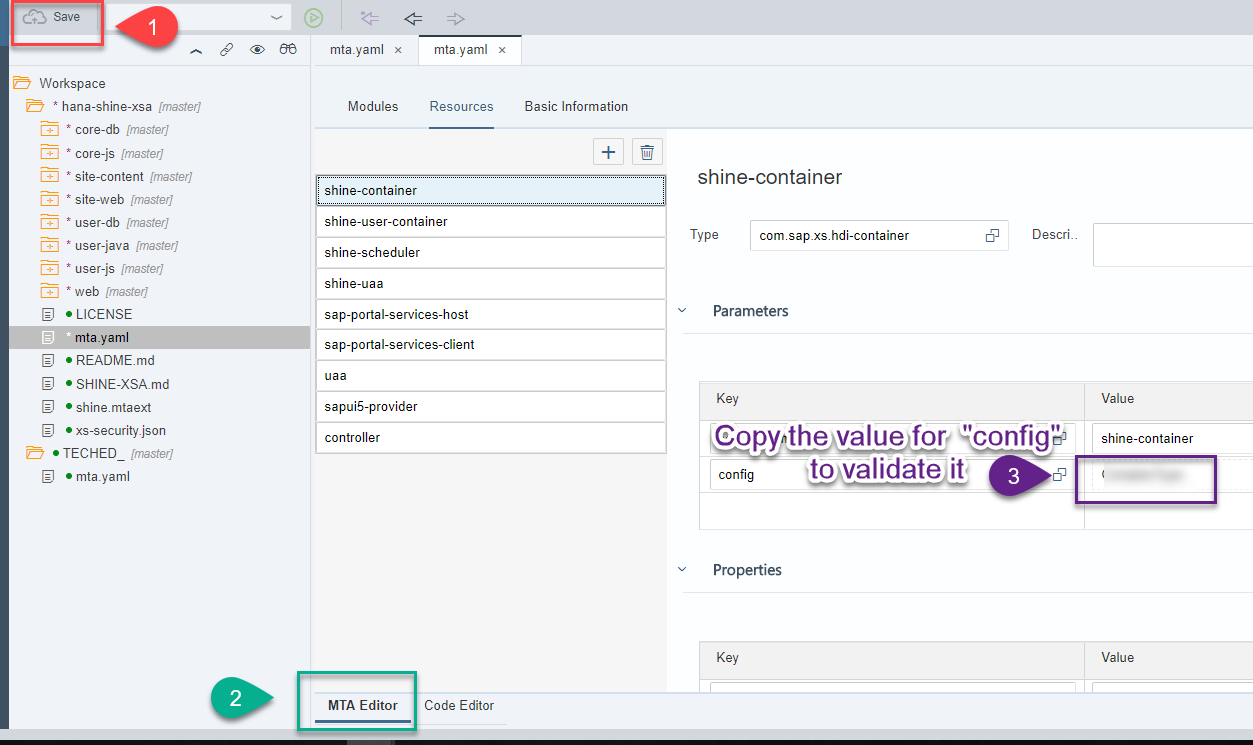 Save
1
mta.yaml × mta.yaml ×
Workspace
* hana-shine-xsa [master]
* core-db [master]
* core-js [master]
* site-content [master]
* site-web [master]
* user-db [master]
* user-java [master]
* user-js [master]
* web [master]
LICENSE
* mta.yaml
README.md
SHINE-XSA.md
shine.mtaext
xs-security.json
TECHED_ [master]
mta.yaml
Modules Resources Basic Information
shine-container
shine-user-container
shine-scheduler
shine-uaa
sap-portal-services-host
sap-portal-services-client
uaa
sapui5-provider
controller
shine-container
Type com.sap.xs.hdi-container Descri..
Parameters
Key Value
shine-container
config
Copy the value for "config"
to validate it
3
Properties
Key Value
2
MTA Editor Code Editor